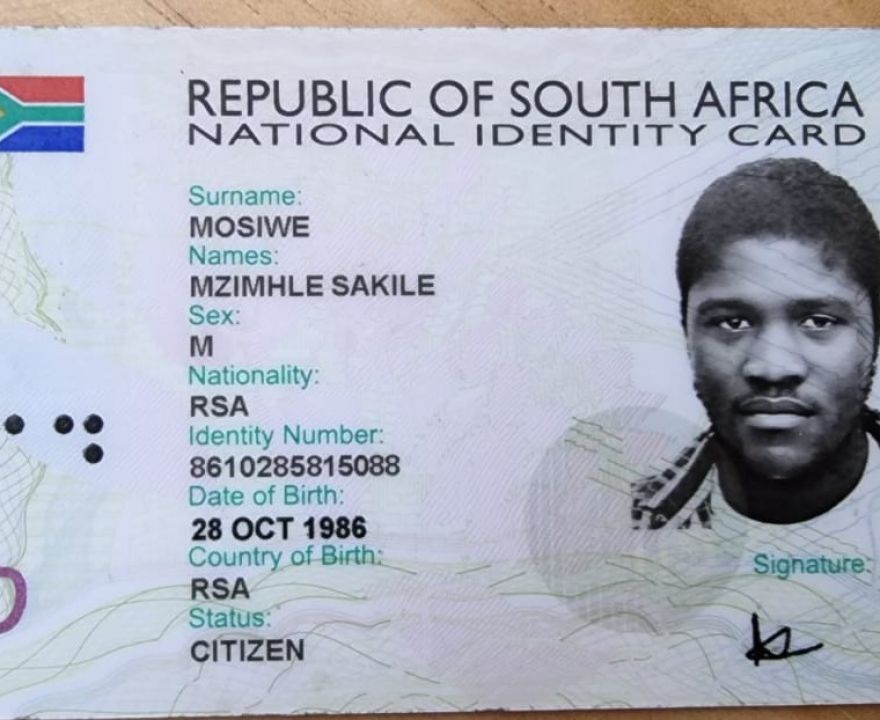 REPUBLIC OF SOUTH AFRICA
NATIONAL IDENTITY CARD
Surname:
MOSIWE
Names:
MZIMHLE SAKILE
Sex:
M
Nationality:
RSA
Identity Number:
8610285815088
Date of Birth:
28 OCT 1986
Country of Birth:
RSA
Status:
CITIZEN
Signature: